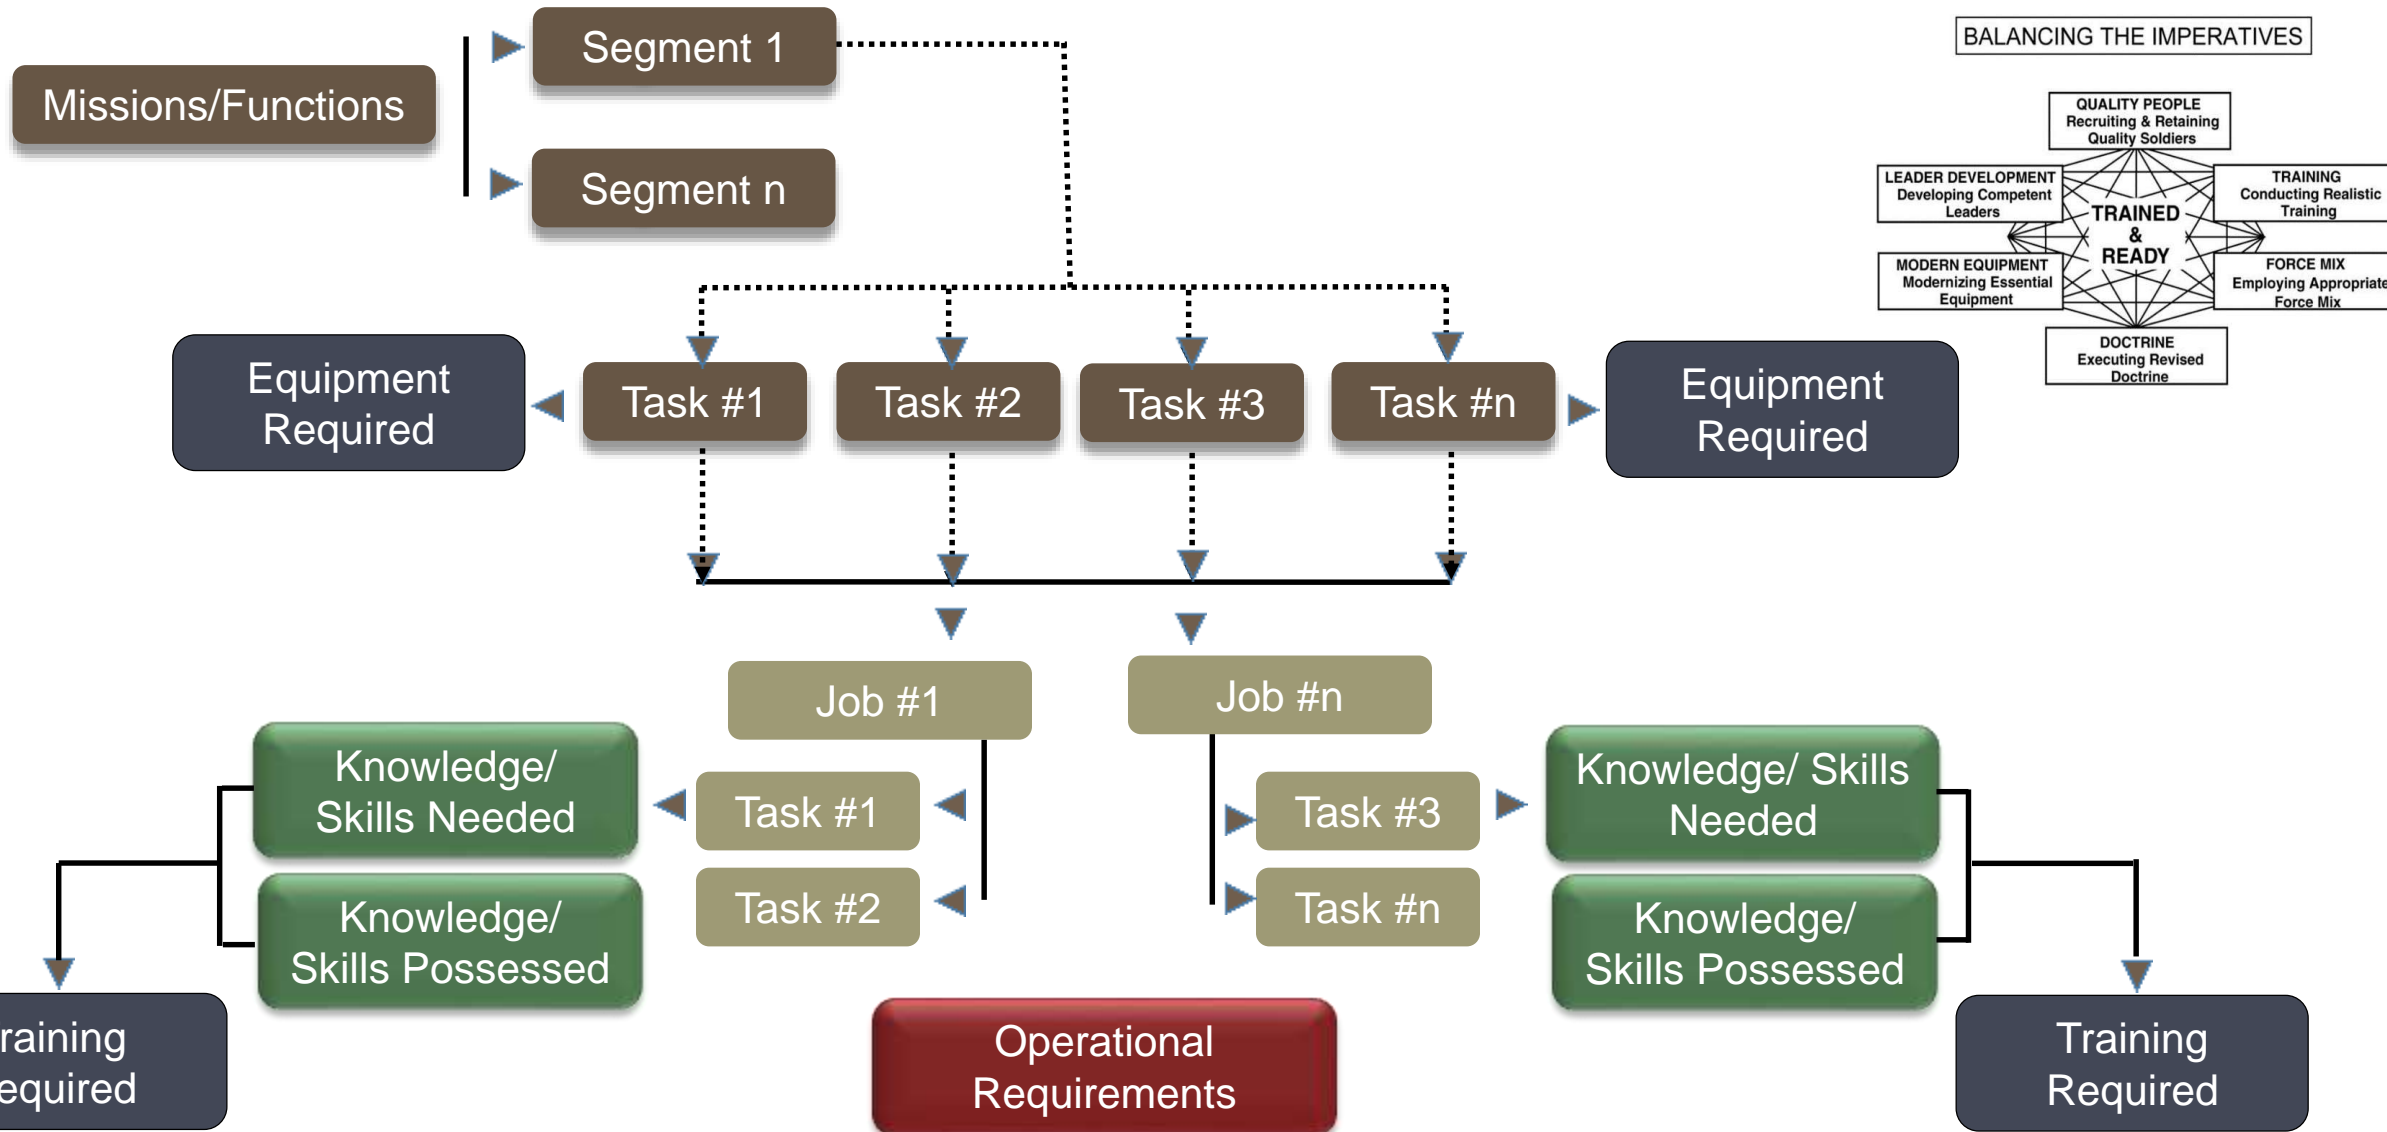 Segment 1
BALANCING THE IMPERATIVES
Missions/Functions
Segment n
QUALITY PEOPLE
Recruiting & Retaining
Quality Soldiers
LEADER DEVELOPMENT
Developing Competent
Leaders
TRAINING
Conducting Realistic
Training
TRAINED
&
READY
MODERN EQUIPMENT
Modernizing Essential
Equipment
FORCE MIX
Employing Appropriate
Force Mix
DOCTRINE
Executing Revised
Doctrine
Equipment
Required
Task #1
Task #2
Task #3
Task #n
Equipment
Required
Job #1
Job #n
Knowledge/
Skills Needed
Task #1
Task #3
Knowledge/ Skills
Needed
Knowledge/
Skills Possessed
Task #2
Task #n
Knowledge/
Skills Possessed
raining
equired
Operational
Requirements
Training
Required